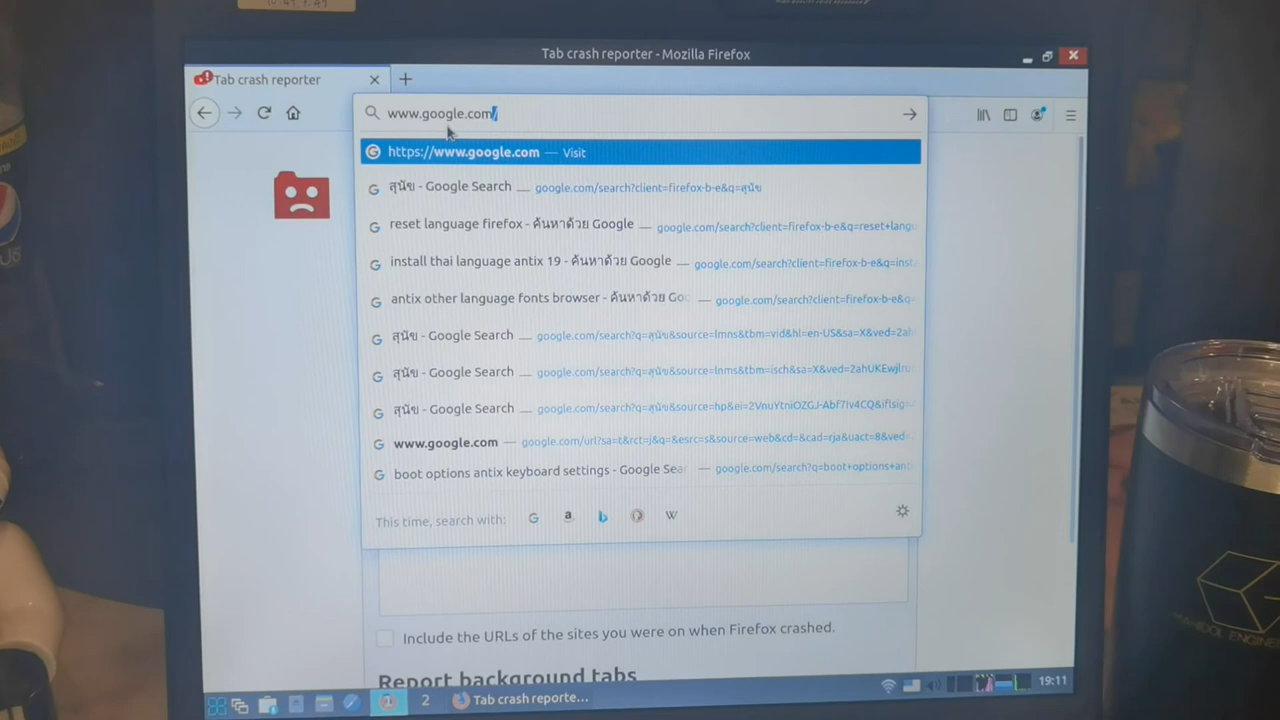 Tab crash reporter - Mozilla Firefox
Tab crash reporter
www.google.com/
https://www.google.com — Visit
สุนัข - Google Search — google.com/search?client=firefox-b-e&q=สุนัข
reset language firefox - ค้นหาด้วย Google — google.com/search?client=firefox-b-e&q=reset+langu
install thai language antix 19 - ค้นหาด้วย Google — google.com/search?client=firefox-b-e&q=inst
antix other language fonts browser - ค้นหาด้วย Goo — google.com/search?client=firefox-b-e&q=
สุนัข - Google Search — google.com/search?q=สุนัข&source=lmns&tbm=vid&hl=en-US&sa=X&ved=2ah
สุนัข - Google Search — google.com/search?q=สุนัข&source=lnms&tbm=isch&sa=X&ved=2ahUKEwjlru
สุนัข - Google Search — google.com/search?q=สุนัข&source=hp&ei=2VnuYtniOZGJ-Abf7Iv4CQ&iflsig=
www.google.com — google.com/url?sa=t&rct=j&q=&esrc=s&source=web&cd=&cad=rja&uact=8&ved=
boot options antix keyboard settings - Google Sea — google.com/search?q=boot+options+anti
This time, search with:
Include the URLs of the sites you were on when Firefox crashed.
Report background tabs
1 2 Tab crash reporte... 19:11